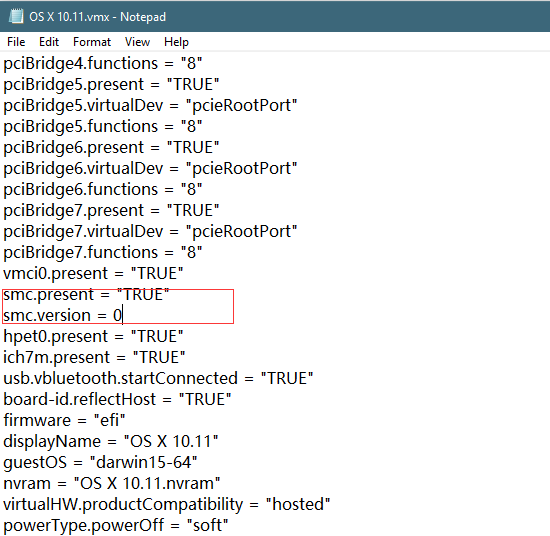 OS X 10.11.vmx - Notepad
File Edit Format View Help
pciBridge4.functions = "8"
pciBridge5.present = "TRUE"
pciBridge5.virtualDev = "pcieRootPort"
pciBridge5.functions = "8"
pciBridge6.present = "TRUE"
pciBridge6.virtualDev = "pcieRootPort"
pciBridge6.functions = "8"
pciBridge7.present = "TRUE"
pciBridge7.virtualDev = "pcieRootPort"
pciBridge7.functions = "8"
vmci0.present = "TRUE"
smc.present = "TRUE"
smc.version = 0
hpet0.present = "TRUE"
ich7m.present = "TRUE"
usb.vbluetooth.startConnected = "TRUE"
board-id.reflectHost = "TRUE"
firmware = "efi"
displayName = "OS X 10.11"
guestOS = "darwin15-64"
nvram = "OS X 10.11.nvram"
virtualHW.productCompatibility = "hosted"
powerType.powerOff = "soft"